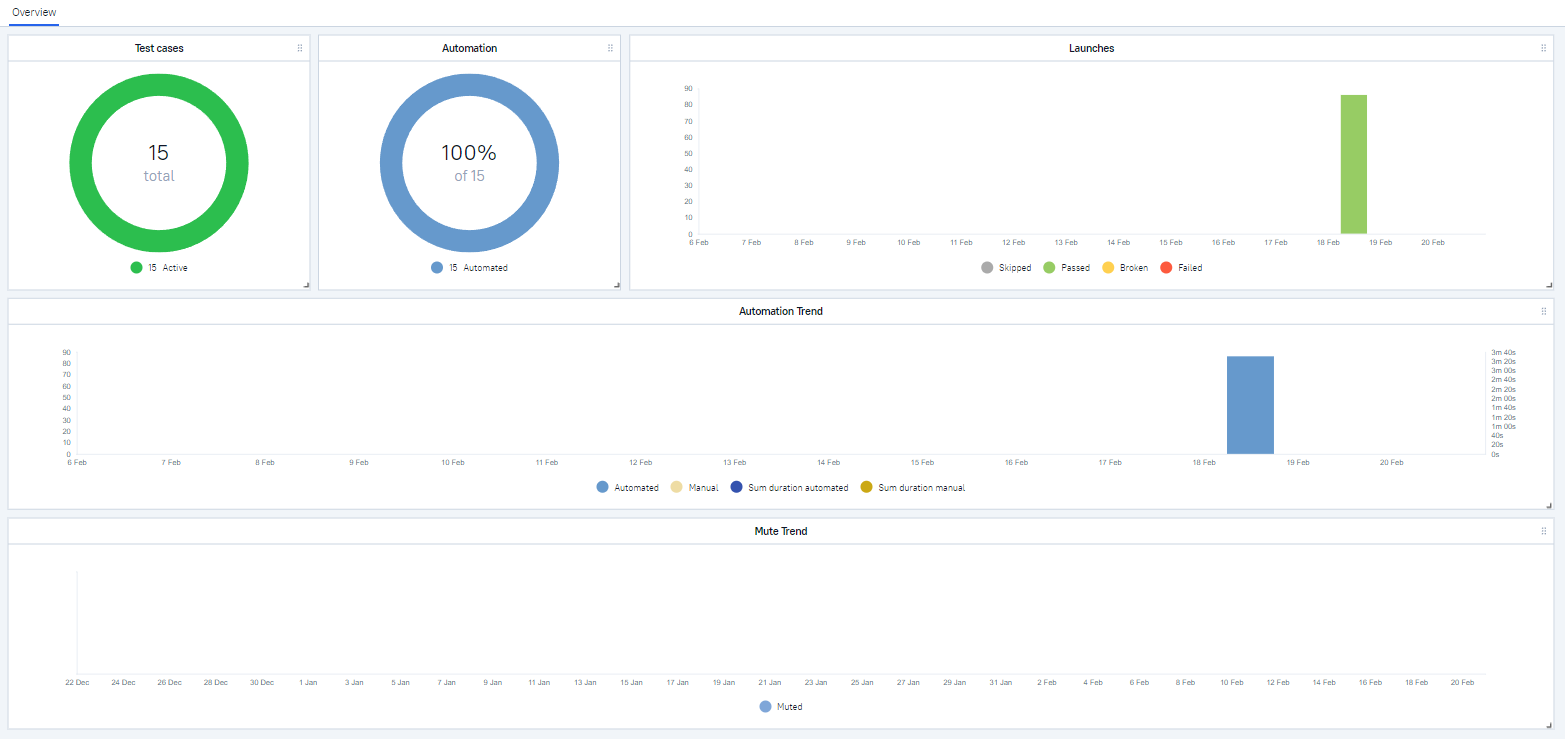 Overview
Test cases
15
total
15 Active
Automation
100%
of 15
15 Automated
Launches
90
80
70
60
50
40
30
20
10
0
6 Feb 7 Feb 8 Feb 9 Feb 10 Feb 11 Feb 12 Feb 13 Feb 14 Feb 15 Feb 16 Feb 17 Feb 18 Feb 19 Feb 20 Feb
Skipped Passed Broken Failed
Automation Trend
90
80
70
60
50
40
30
20
10
0
3m 40s
3m 20s
3m 00s
2m 40s
2m 20s
2m 00s
1m 40s
1m 20s
1m 00s
40s
20s
0s
6 Feb 7 Feb 8 Feb 9 Feb 10 Feb 11 Feb 12 Feb 13 Feb 14 Feb 15 Feb 16 Feb 17 Feb 18 Feb 19 Feb 20 Feb
Automated Manual Sum duration automated Sum duration manual
Mute Trend
22 Dec 24 Dec 26 Dec 28 Dec 30 Dec 1 Jan 3 Jan 5 Jan 7 Jan 9 Jan 11 Jan 13 Jan 15 Jan 17 Jan 19 Jan 21 Jan 23 Jan 25 Jan 27 Jan 29 Jan 31 Jan 2 Feb 4 Feb 6 Feb 8 Feb 10 Feb 12 Feb 14 Feb 16 Feb 18 Feb 20 Feb
Muted